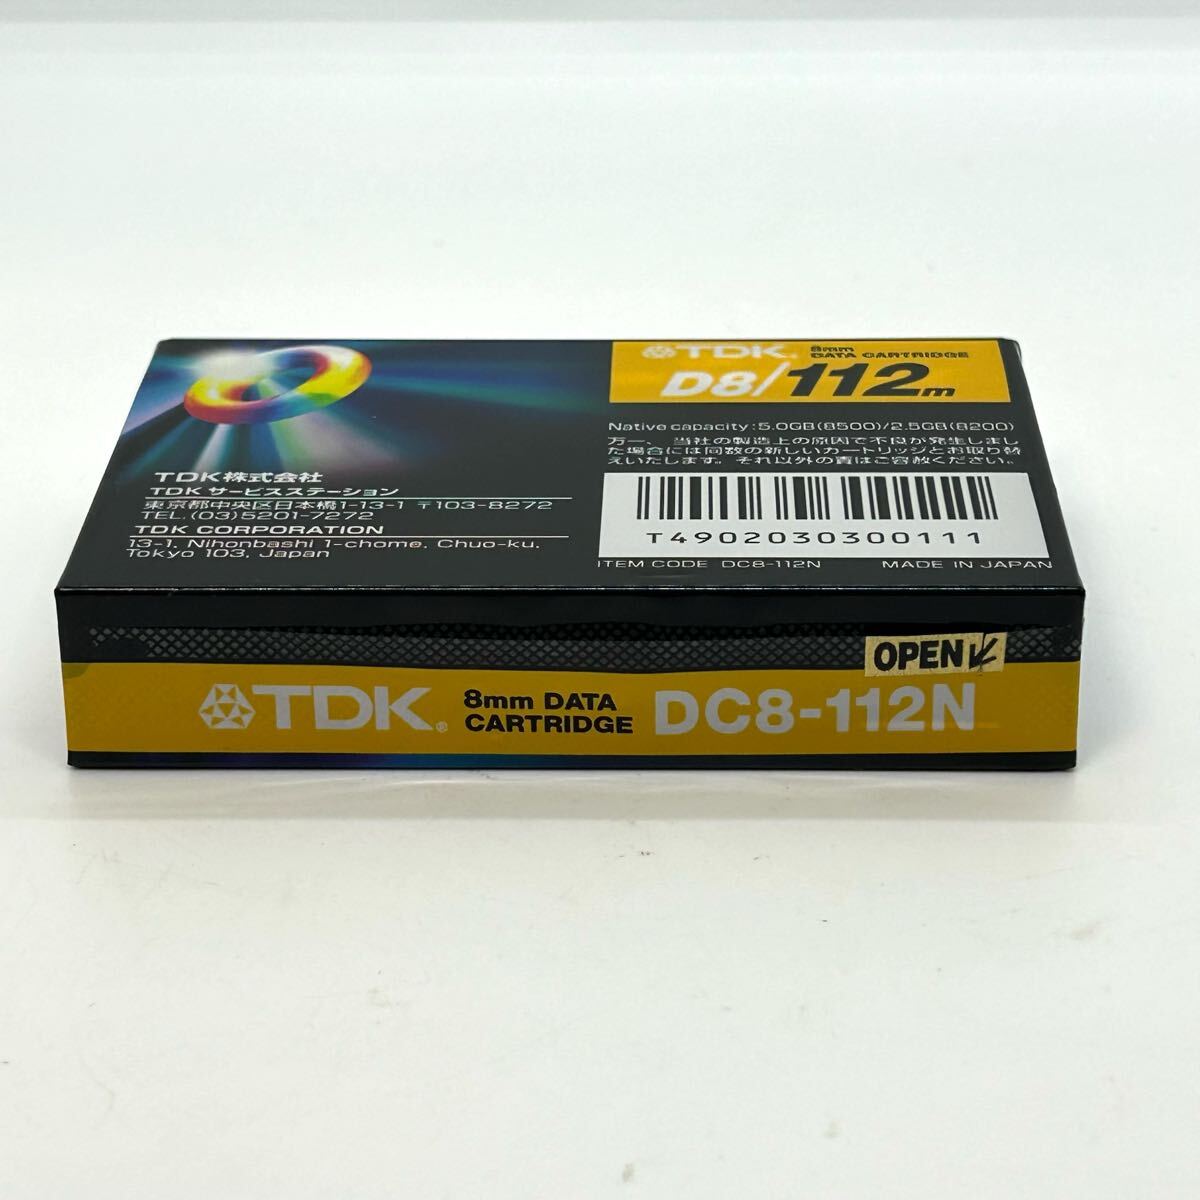 TDK. 8mm
DATA CARTRIDGE
D8/112m
Native capacity:5.0GB(8500)/2.5GB(8200)
万一、当社の製造上の原因で不良が発生しまし
た場合には同数の新しいカートリッジとお取り替
えいたします。それ以外の責はご容赦ください。
T4902030300111
ITEM CODE DC8-112N MADE IN JAPAN
TDK株式会社
TDK サービスステーション
東京都中央区日本橋1-13-1 〒103-8272
TEL.(03)5201-7272
TDK CORPORATION
13-1, Nihonbashi 1-chome, Chuo-ku,
Tokyo 103, Japan
OPEN
TDK® 8mm DATA
CARTRIDGE DC8-112N